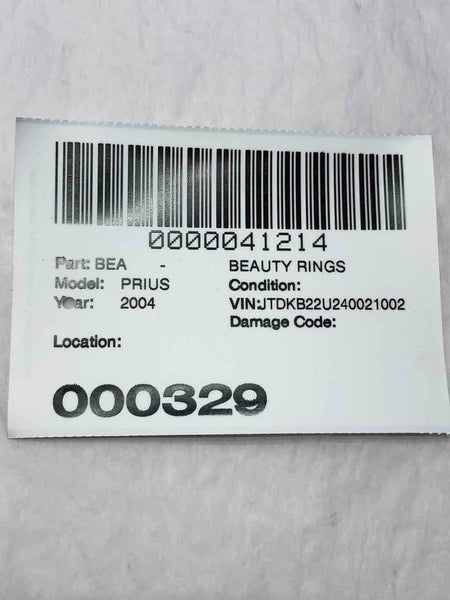 0000041214
Part: BEA - BEAUTY RINGS
Model: PRIUS Condition:
Year: 2004 VIN:JTDKB22U240021002
Damage Code:
Location:
000329